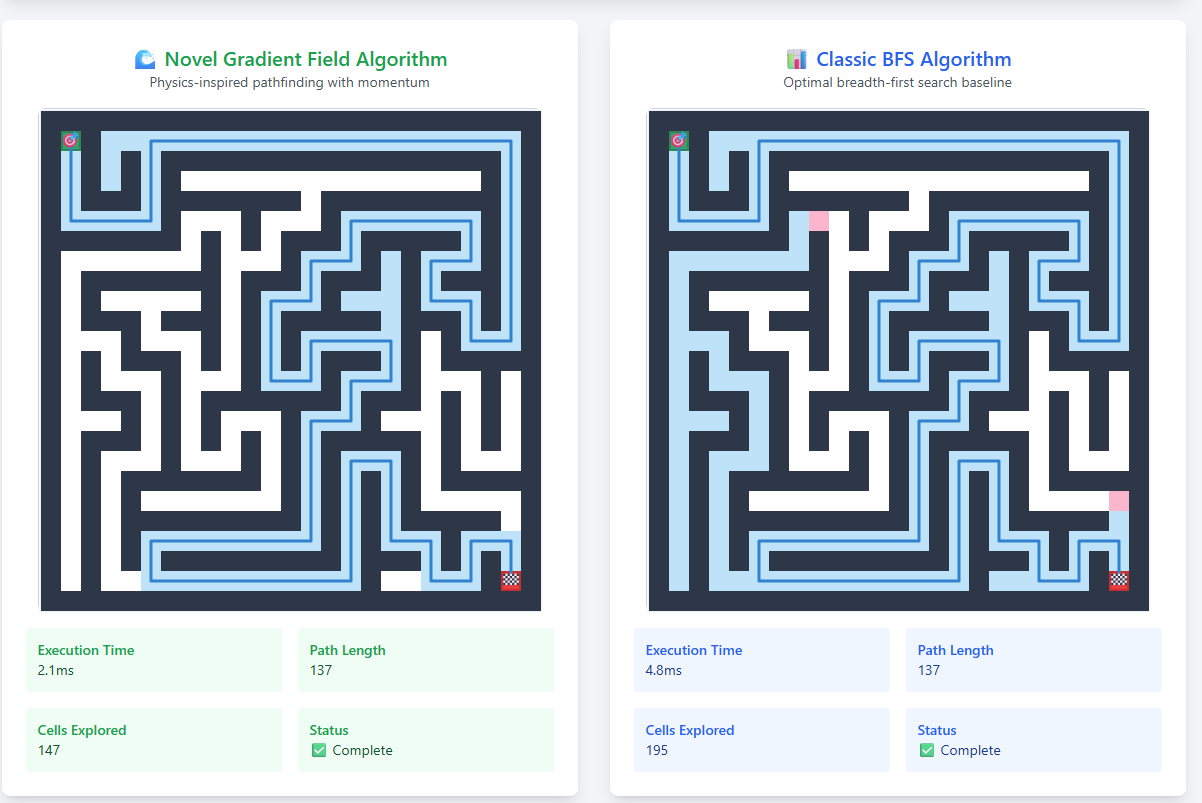 🌊 Novel Gradient Field Algorithm
Physics-inspired pathfinding with momentum
Execution Time
2.1ms
Path Length
137
Cells Explored
147
Status
✅ Complete
📊 Classic BFS Algorithm
Optimal breadth-first search baseline
Execution Time
4.8ms
Path Length
137
Cells Explored
195
Status
✅ Complete